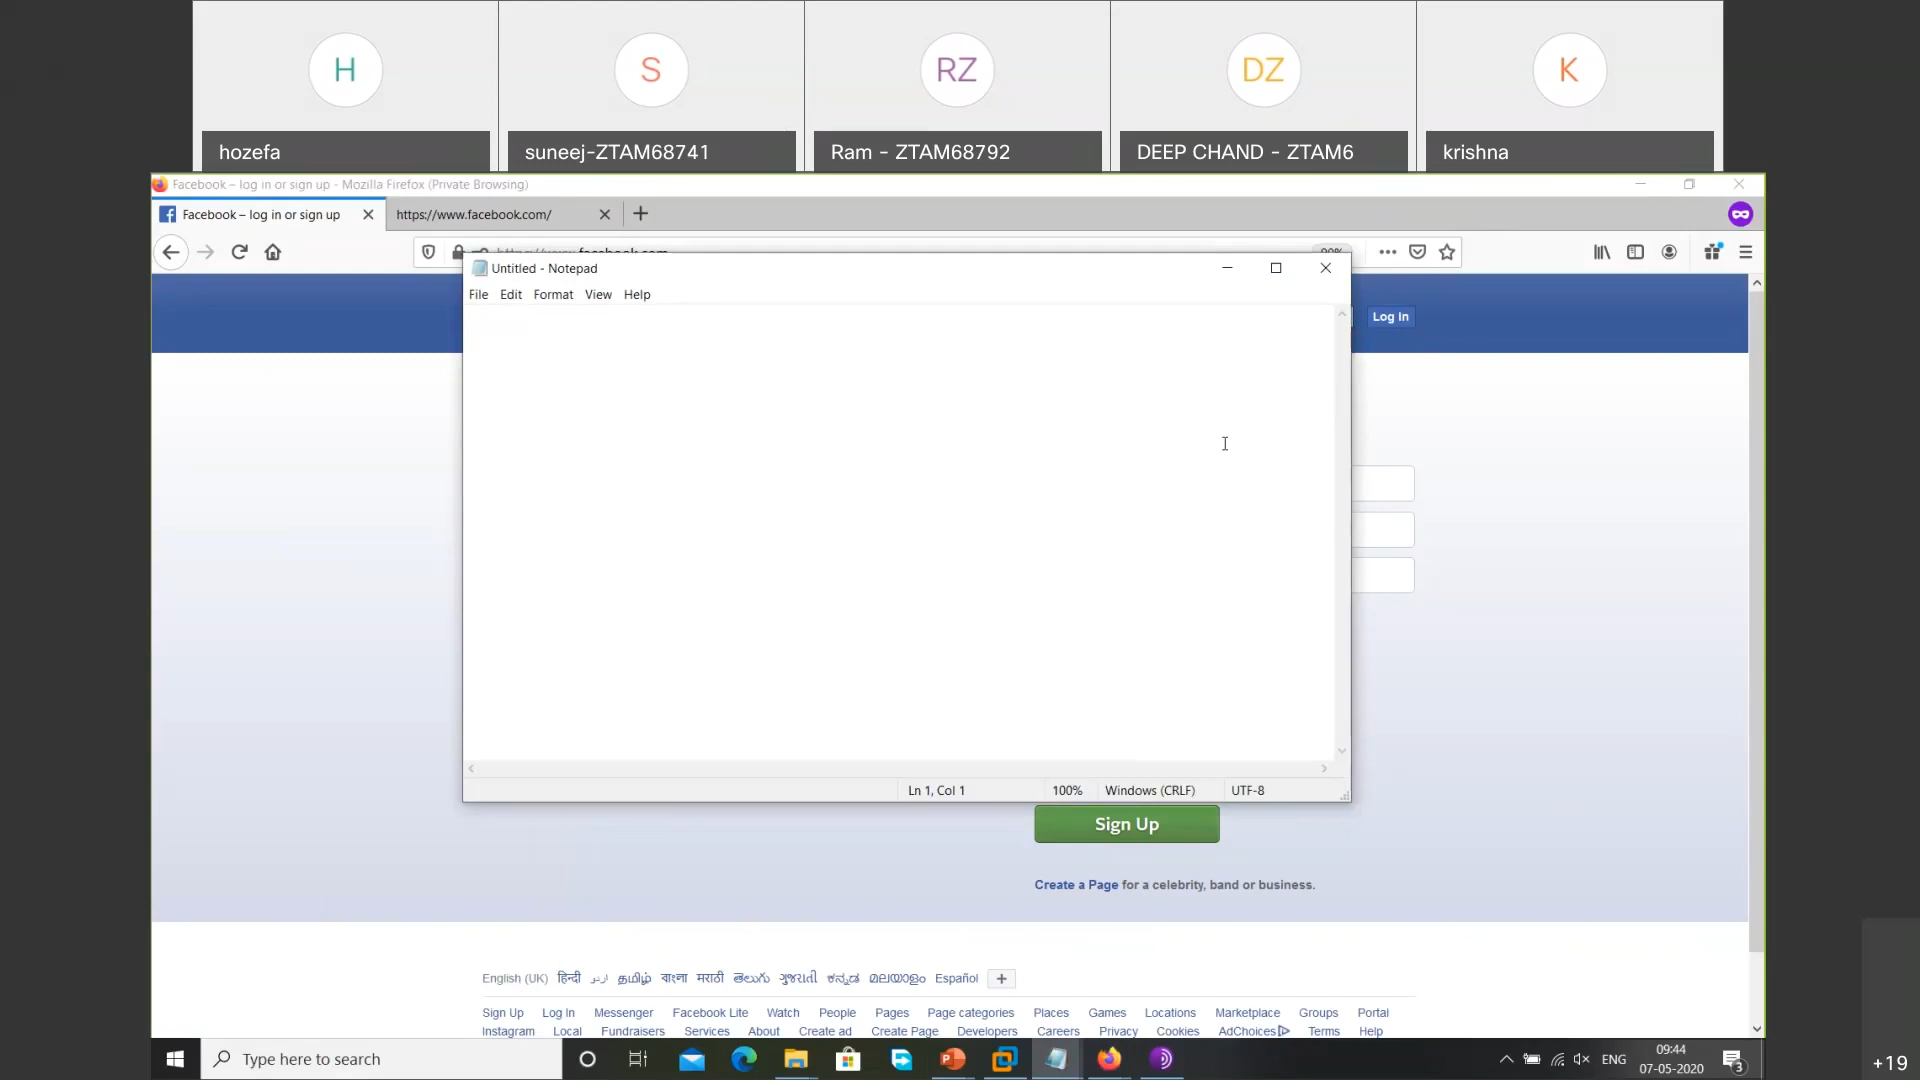 H
S
RZ
DZ
K
hozefa
suneej-ZTAM68741
Ram - ZTAM68792
DEEP CHAND - ZTAM6
krishna
Facebook – log in or sign up - Mozilla Firefox (Private Browsing)
Facebook – log in or sign up
https://www.facebook.com/
Untitled - Notepad
File Edit Format View Help
Log In
Ln 1, Col 1 100% Windows (CRLF) UTF-8
Sign Up
Create a Page for a celebrity, band or business.
English (UK) हिन्दी اردو தமிழ் বাংলা मराठी తెలుగు ગુજરાતી ಕನ್ನಡ മലയാളം Español +
Sign Up Log In Messenger Facebook Lite Watch People Pages Page categories Places Games Locations Marketplace Groups Portal
Instagram Local Fundraisers Services About Create ad Create Page Developers Careers Privacy Cookies AdChoices Terms Help
Type here to search
ENG
09:44
07-05-2020
3
+19